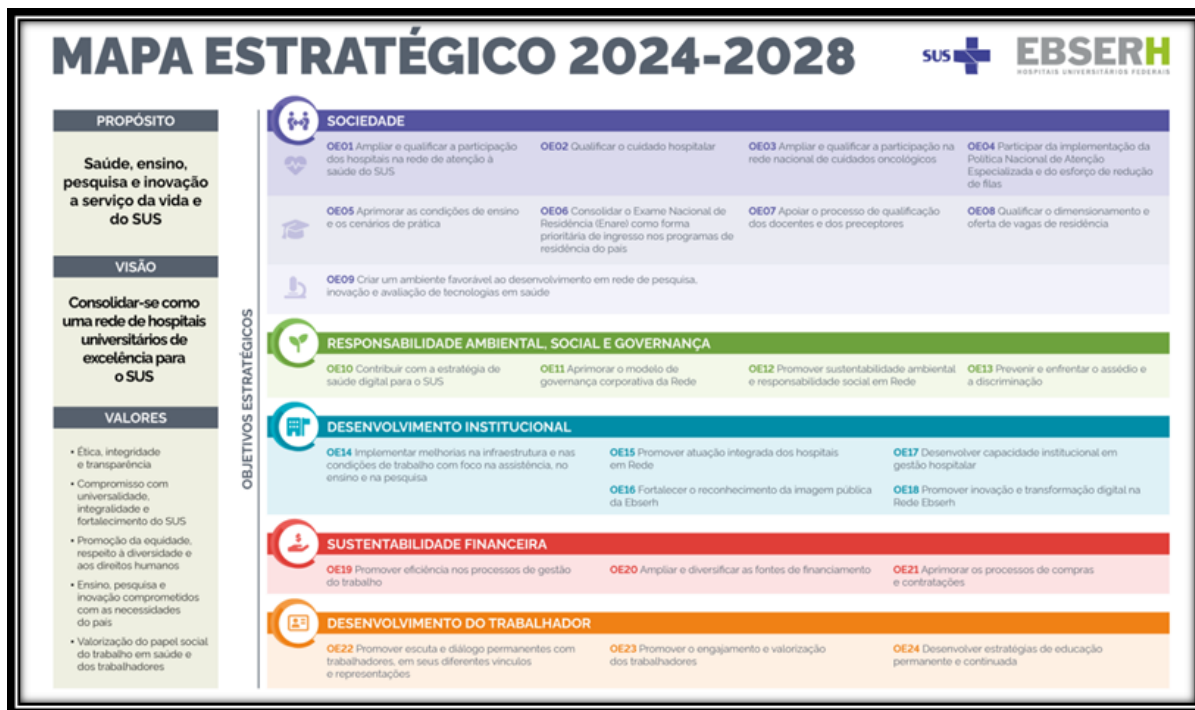 MAPA ESTRATÉGICO 2024-2028
SUS
EBSERH
HOSPITAIS UNIVERSITÁRIOS FEDERAIS
PROPÓSITO
Saúde, ensino,
pesquisa e inovação
a serviço da vida e
do SUS
VISÃO
Consolidar-se como
uma rede de hospitais
universitários de
excelência para
o SUS
VALORES
• Ética, integridade
e transparência
• Compromisso com
universalidade,
integralidade e
fortalecimento do SUS
• Promoção da equidade,
respeito à diversidade e
aos direitos humanos
• Ensino, pesquisa e
inovação comprometidos
com as necessidades
do país
• Valorização do papel social
do trabalho em saúde e
dos trabalhadores
OBJETIVOS ESTRATÉGICOS
SOCIEDADE
OE01 Ampliar e qualificar a participação
dos hospitais na rede de atenção à
saúde do SUS
OE02 Qualificar o cuidado hospitalar
OE03 Ampliar e qualificar a participação na
rede nacional de cuidados oncológicos
OE04 Participar da implementação da
Política Nacional de Atenção
Especializada e do esforço de redução
de filas
OE05 Aprimorar as condições de ensino
e os cenários de prática
OE06 Consolidar o Exame Nacional de
Residência (Enare) como forma
prioritária de ingresso nos programas de
residência do país
OE07 Apoiar o processo de qualificação
dos docentes e dos preceptores
OE08 Qualificar o dimensionamento e
oferta de vagas de residência
OE09 Criar um ambiente favorável ao desenvolvimento em rede de pesquisa,
inovação e avaliação de tecnologias em saúde
RESPONSABILIDADE AMBIENTAL, SOCIAL E GOVERNANÇA
OE10 Contribuir com a estratégia de
saúde digital para o SUS
OE11 Aprimorar o modelo de
governança corporativa da Rede
OE12 Promover sustentabilidade ambiental
e responsabilidade social em Rede
OE13 Prevenir e enfrentar o assédio e
a discriminação
DESENVOLVIMENTO INSTITUCIONAL
OE14 Implementar melhorias na infraestrutura e nas
condições de trabalho com foco na assistência, no
ensino e na pesquisa
OE15 Promover atuação integrada dos hospitais
em Rede
OE16 Fortalecer o reconhecimento da imagem pública
da Ebserh
OE17 Desenvolver capacidade institucional em
gestão hospitalar
OE18 Promover inovação e transformação digital na
Rede Ebserh
SUSTENTABILIDADE FINANCEIRA
OE19 Promover eficiência nos processos de gestão
do trabalho
OE20 Ampliar e diversificar as fontes de financiamento
OE21 Aprimorar os processos de compras
e contratações
DESENVOLVIMENTO DO TRABALHADOR
OE22 Promover escuta e diálogo permanentes com
trabalhadores, em seus diferentes vínculos
e representações
OE23 Promover o engajamento e valorização
dos trabalhadores
OE24 Desenvolver estratégias de educação
permanente e continuada